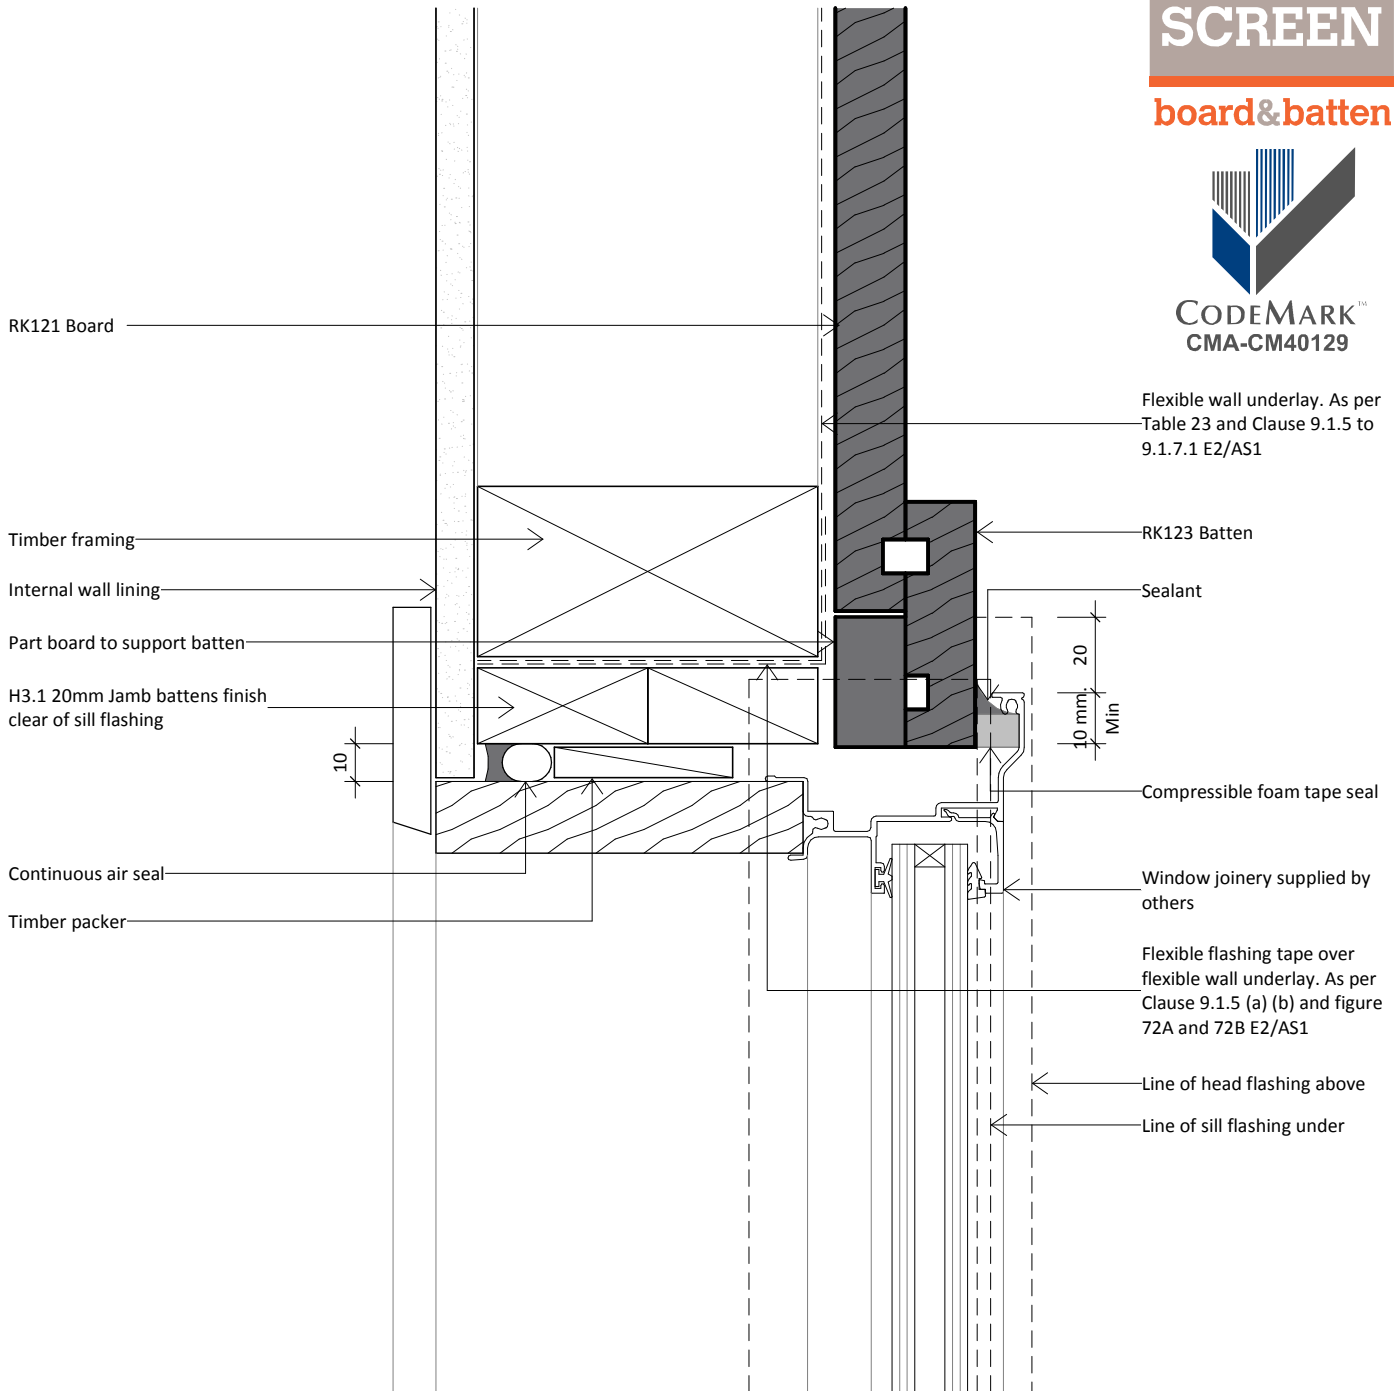 SCREEN
board&batten
CODEMARK™
CMA-CM40129
RK121 Board
Flexible wall underlay. As per
Table 23 and Clause 9.1.5 to
9.1.7.1 E2/AS1
Timber framing
RK123 Batten
Internal wall lining
Sealant
Part board to support batten
20
H3.1 20mm Jamb battens finish
clear of sill flashing
10 mm.
Min
10
Compressible foam tape seal
Continuous air seal
Window joinery supplied by
others
Timber packer
Flexible flashing tape over
flexible wall underlay. As per
Clause 9.1.5 (a) (b) and figure
72A and 72B E2/AS1
Line of head flashing above
Line of sill flashing under